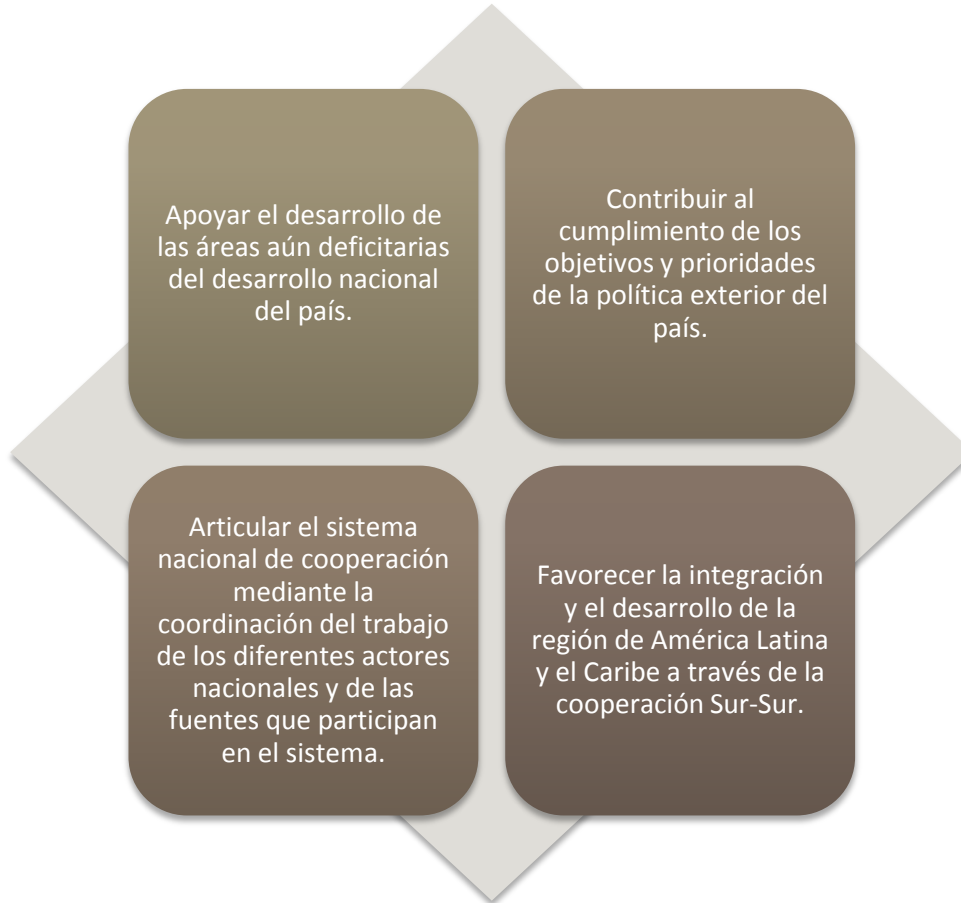 Apoyar el desarrollo de
las áreas aún deficitarias
del desarrollo nacional
del país.
Contribuir al
cumplimiento de los
objetivos y prioridades
de la política exterior del
país.
Articular el sistema
nacional de cooperación
mediante la
coordinación del trabajo
de los diferentes actores
nacionales y de las
fuentes que participan
en el sistema.
Favorecer la integración
y el desarrollo de la
región de América Latina
y el Caribe a través de la
cooperación Sur-Sur.